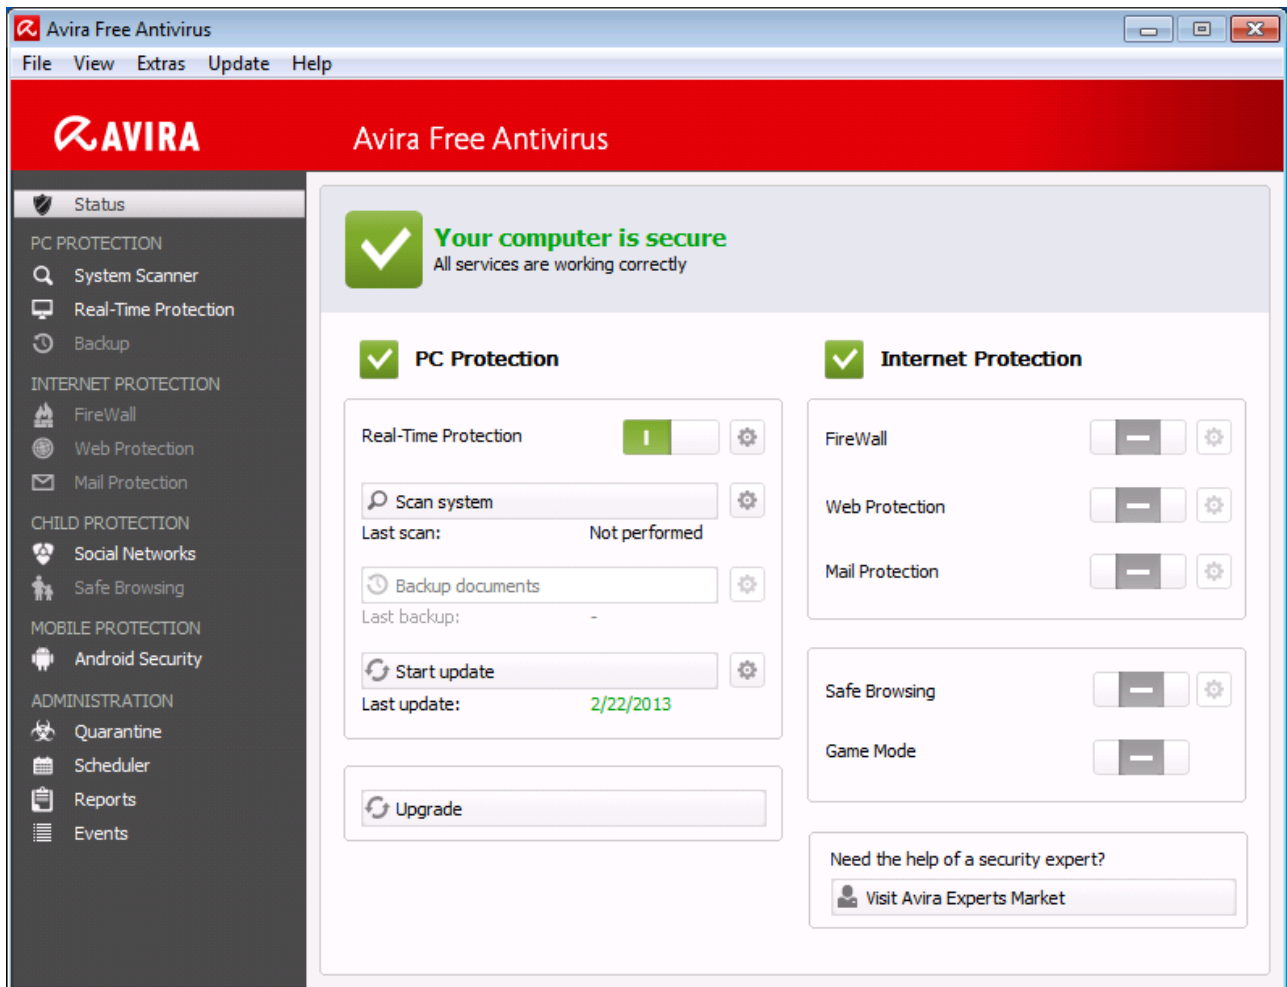 Avira Free Antivirus
File View Extras Update Help
AVIRA
Avira Free Antivirus
Status
PC PROTECTION
System Scanner
Real-Time Protection
Backup
INTERNET PROTECTION
FireWall
Web Protection
Mail Protection
CHILD PROTECTION
Social Networks
Safe Browsing
MOBILE PROTECTION
Android Security
ADMINISTRATION
Quarantine
Scheduler
Reports
Events
Your computer is secure
All services are working correctly
PC Protection
Real-Time Protection
Scan system
Last scan: Not performed
Backup documents
Last backup: -
Start update
Last update: 2/22/2013
Upgrade
Internet Protection
FireWall
Web Protection
Mail Protection
Safe Browsing
Game Mode
Need the help of a security expert?
Visit Avira Experts Market